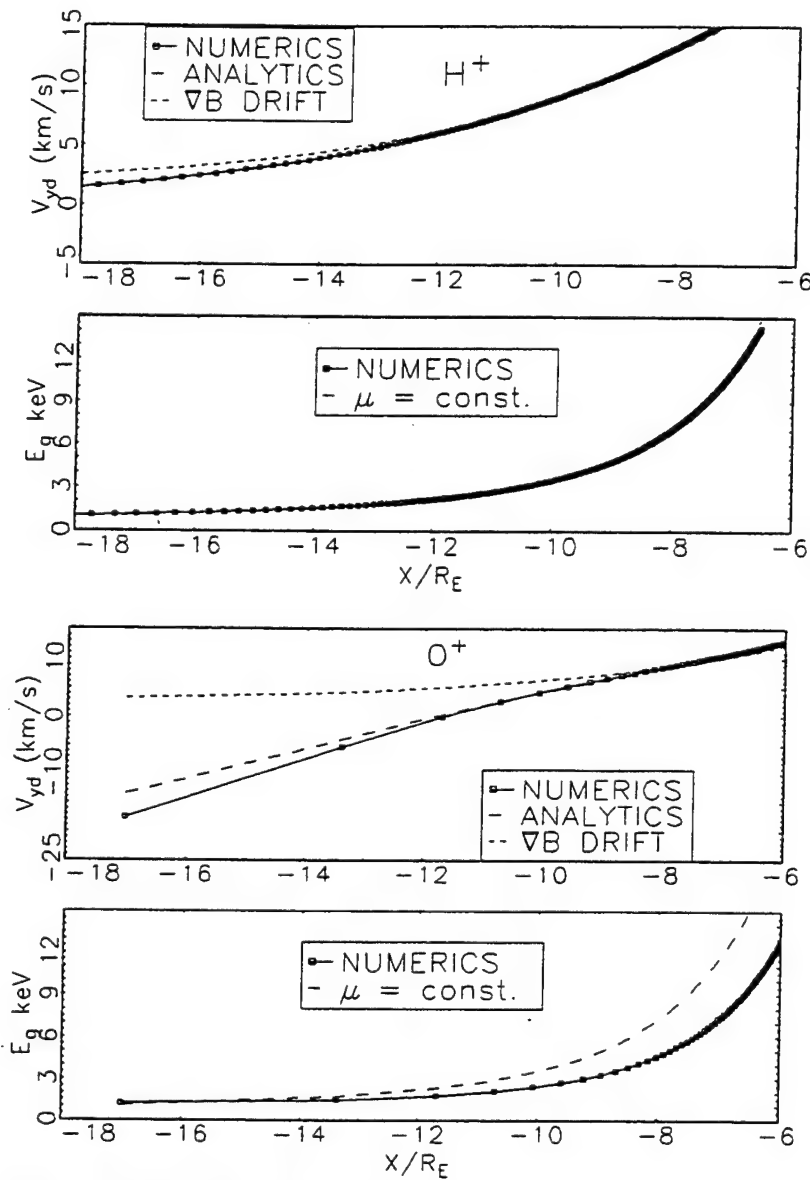 15
10
5
0
-5
V_yd (km/s)
NUMERICS
ANALYTICS
∇B DRIFT
H+
-18 -16 -14 -12 -10 -8 -6
12
9
6
3
0
E_g keV
NUMERICS
μ = const.
-18 -16 -14 -12 -10 -8 -6
X/R_E
10
0
-10
-25
V_yd (km/s)
O+
NUMERICS
ANALYTICS
∇B DRIFT
-18 -16 -14 -12 -10 -8 -6
12
9
6
3
0
E_g keV
NUMERICS
μ = const.
-18 -16 -14 -12 -10 -8 -6
X/R_E